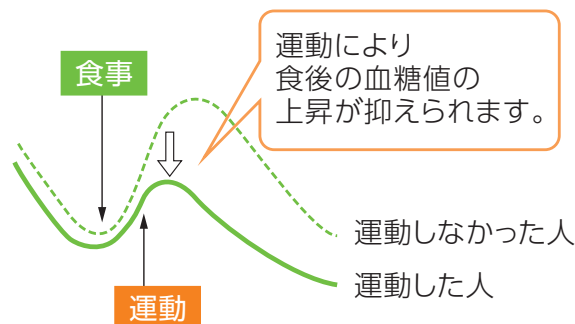 食事
運動により
食後の血糖値の
上昇が抑えられます。
運動しなかった人
運動した人
運動